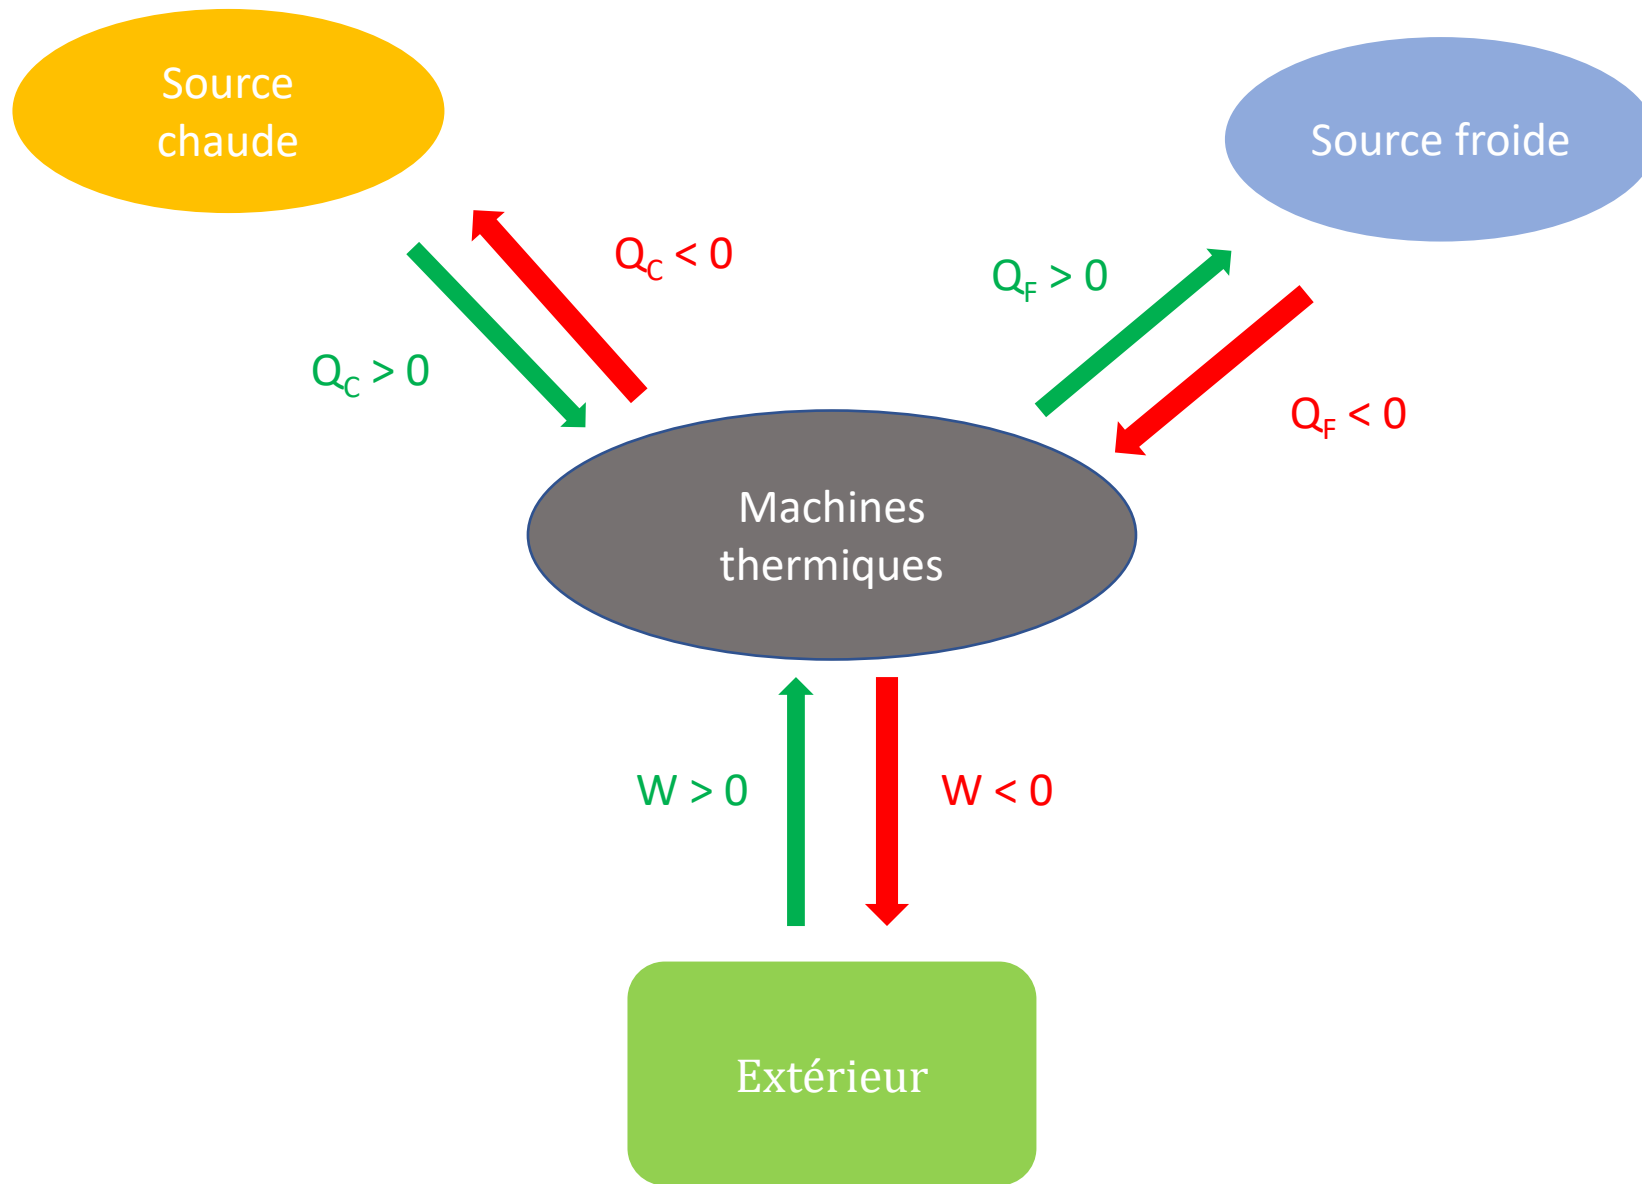 Source
chaude
Source froide
Q_C < 0
Q_F > 0
Q_C > 0
Q_F < 0
Machines
thermiques
W > 0
W < 0
Extérieur